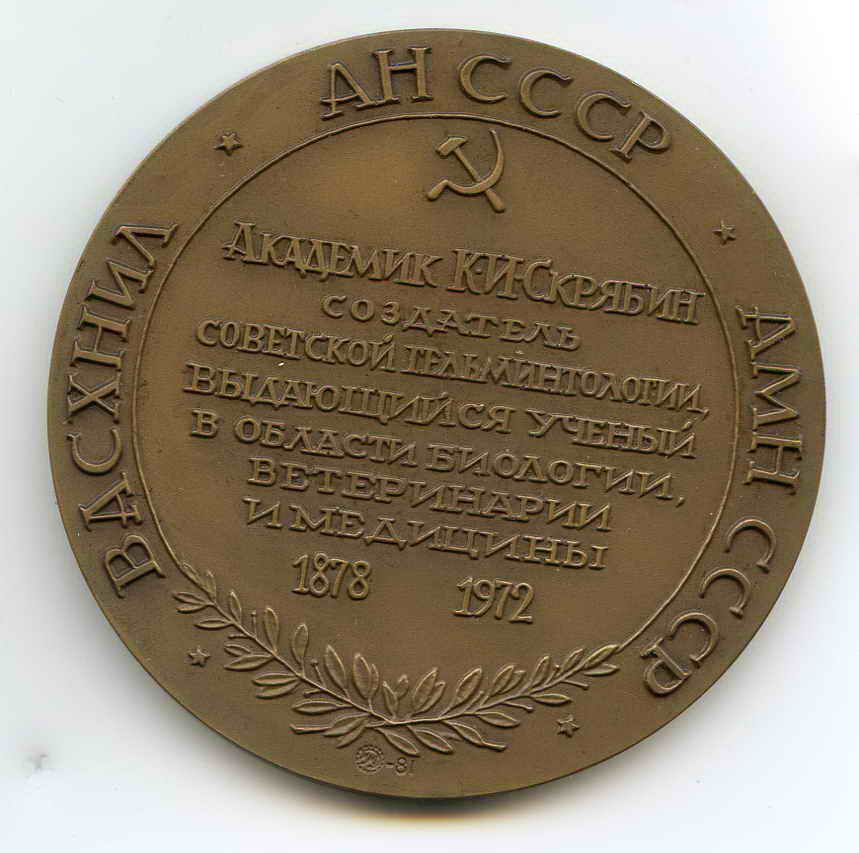 ВАСХНИЛ
АН СССР
АМН СССР
Академик К·И·Скрябин
создатель
советской гельминтологии,
выдающийся ученый
в области биологии,
ветеринарии
и медицины
1878 1972
-81